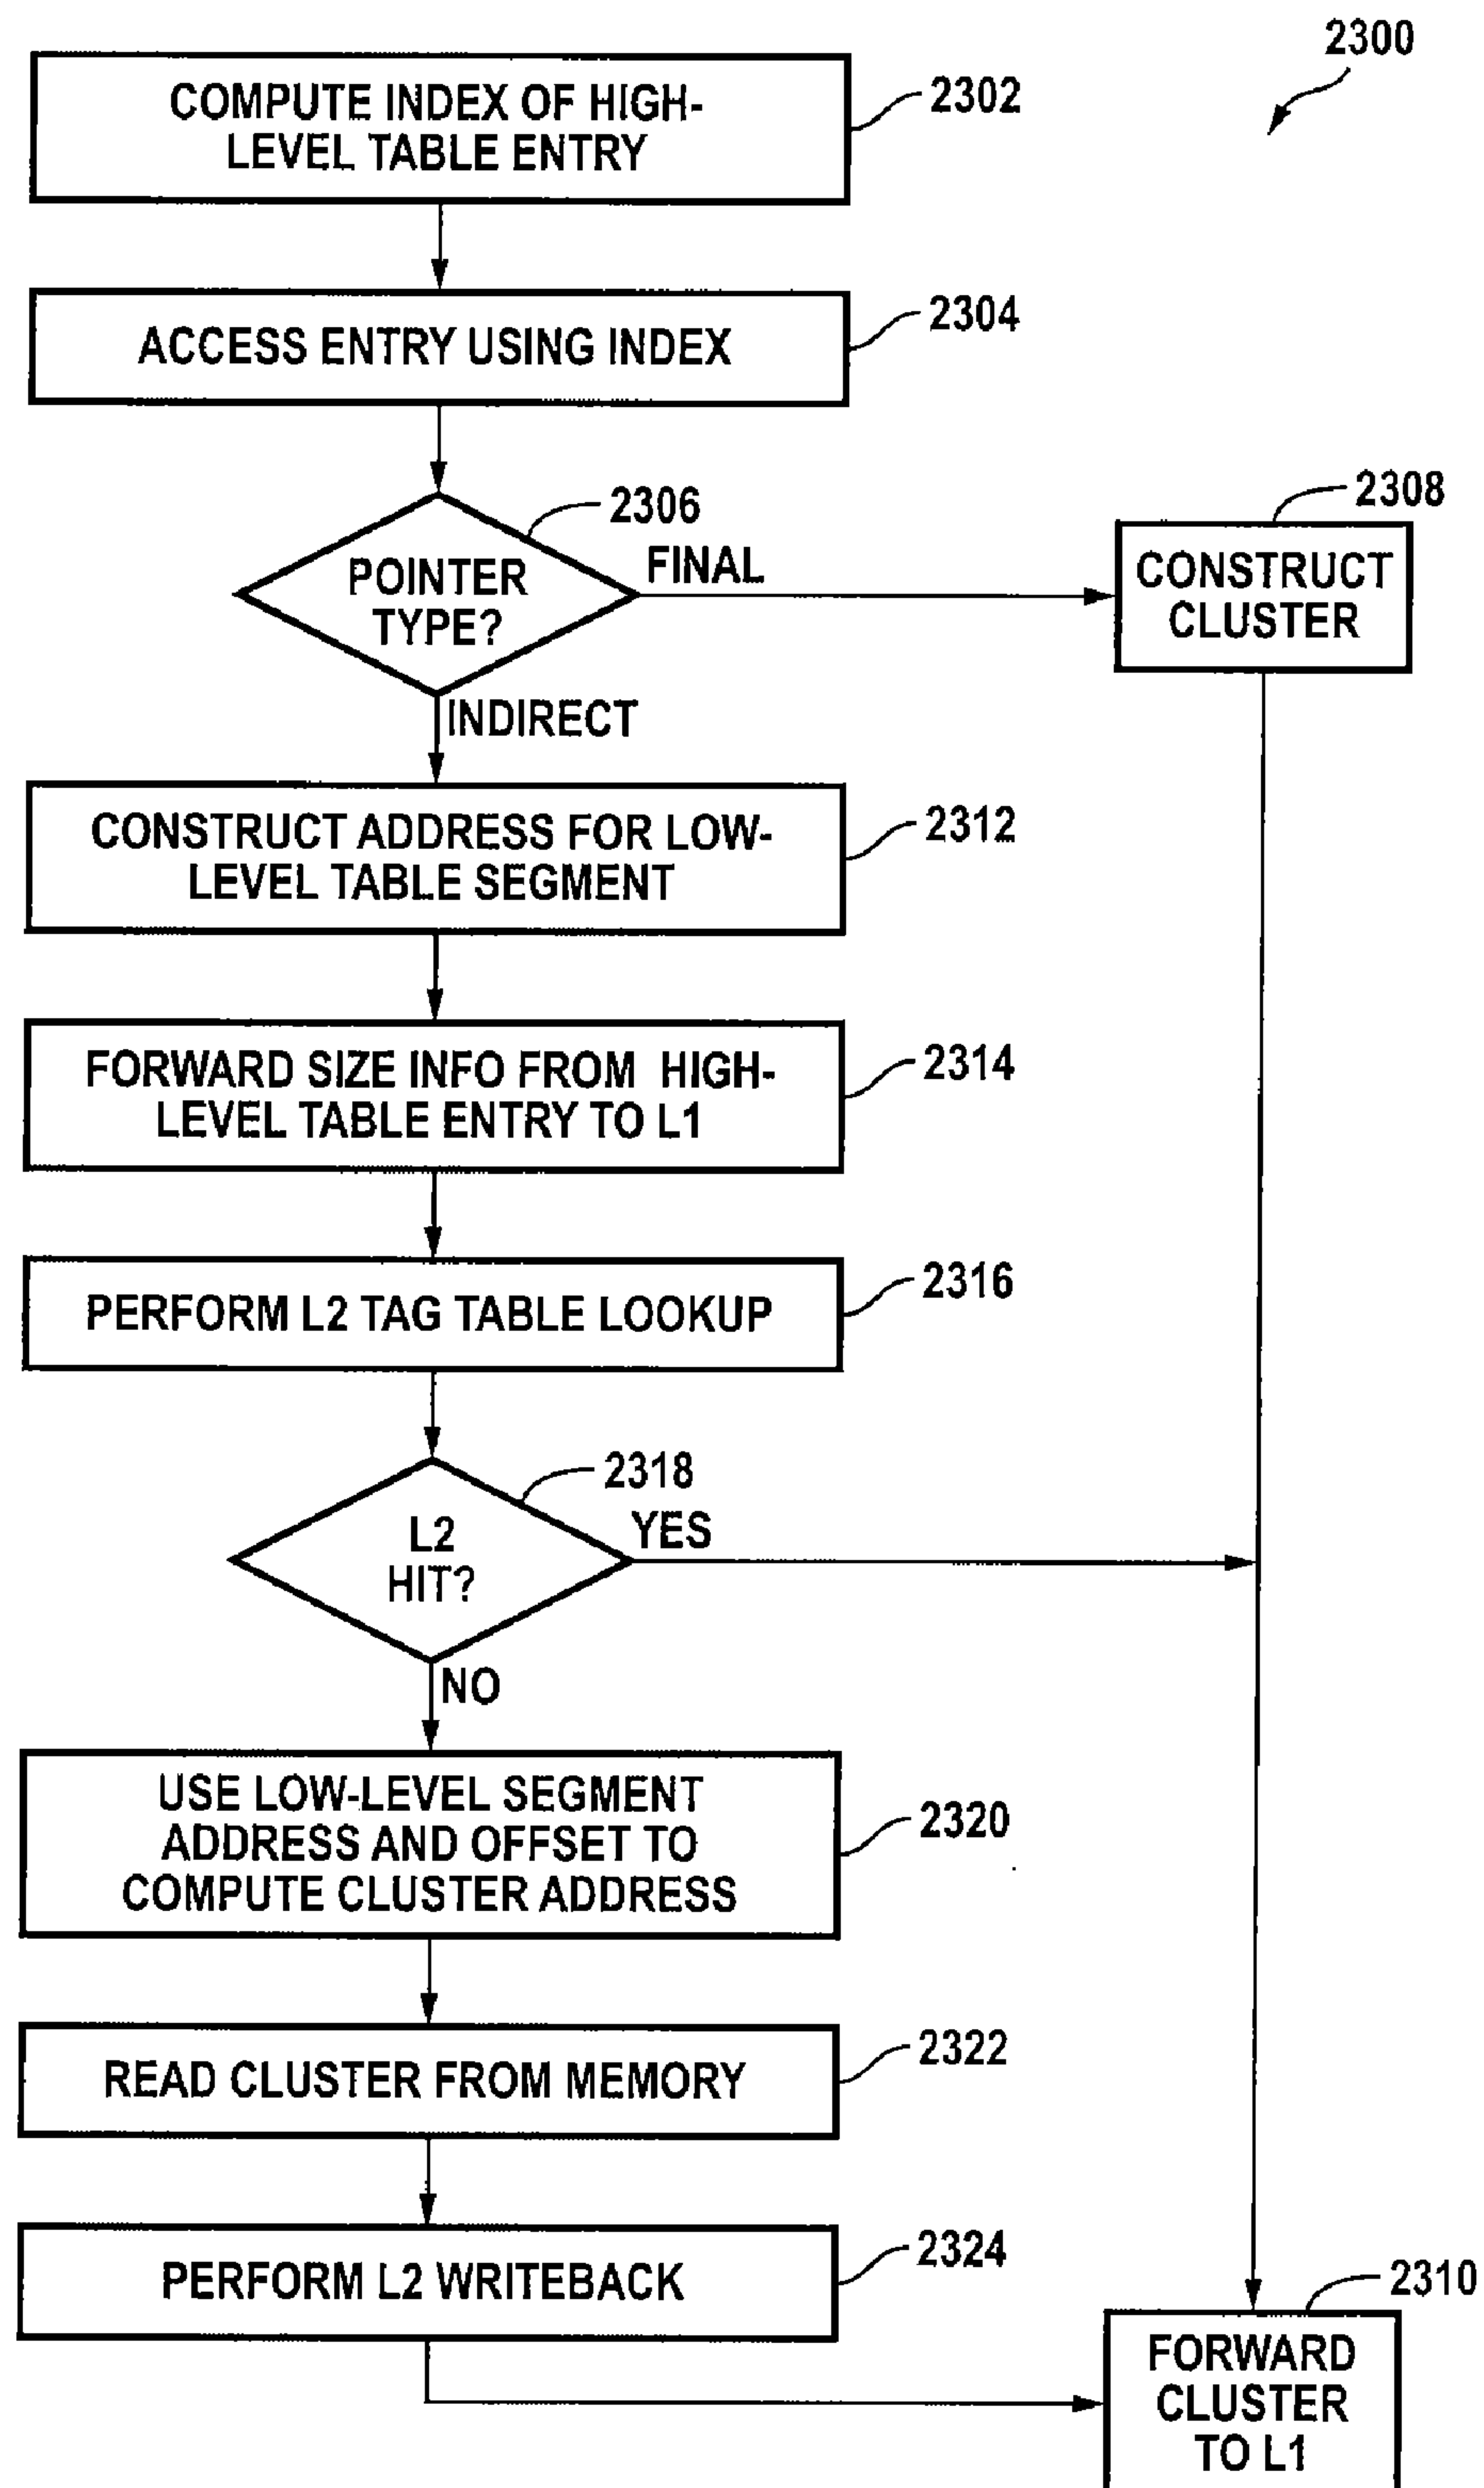 2300
COMPUTE INDEX OF HIGH-
LEVEL TABLE ENTRY
2302
ACCESS ENTRY USING INDEX
2304
POINTER
TYPE?
2306
FINAL
2308
CONSTRUCT
CLUSTER
INDIRECT
CONSTRUCT ADDRESS FOR LOW-
LEVEL TABLE SEGMENT
2312
FORWARD SIZE INFO FROM HIGH-
LEVEL TABLE ENTRY TO L1
2314
PERFORM L2 TAG TABLE LOOKUP
2316
L2
HIT?
2318
YES
NO
USE LOW-LEVEL SEGMENT
ADDRESS AND OFFSET TO
COMPUTE CLUSTER ADDRESS
2320
READ CLUSTER FROM MEMORY
2322
PERFORM L2 WRITEBACK
2324
2310
FORWARD
CLUSTER
TO L1